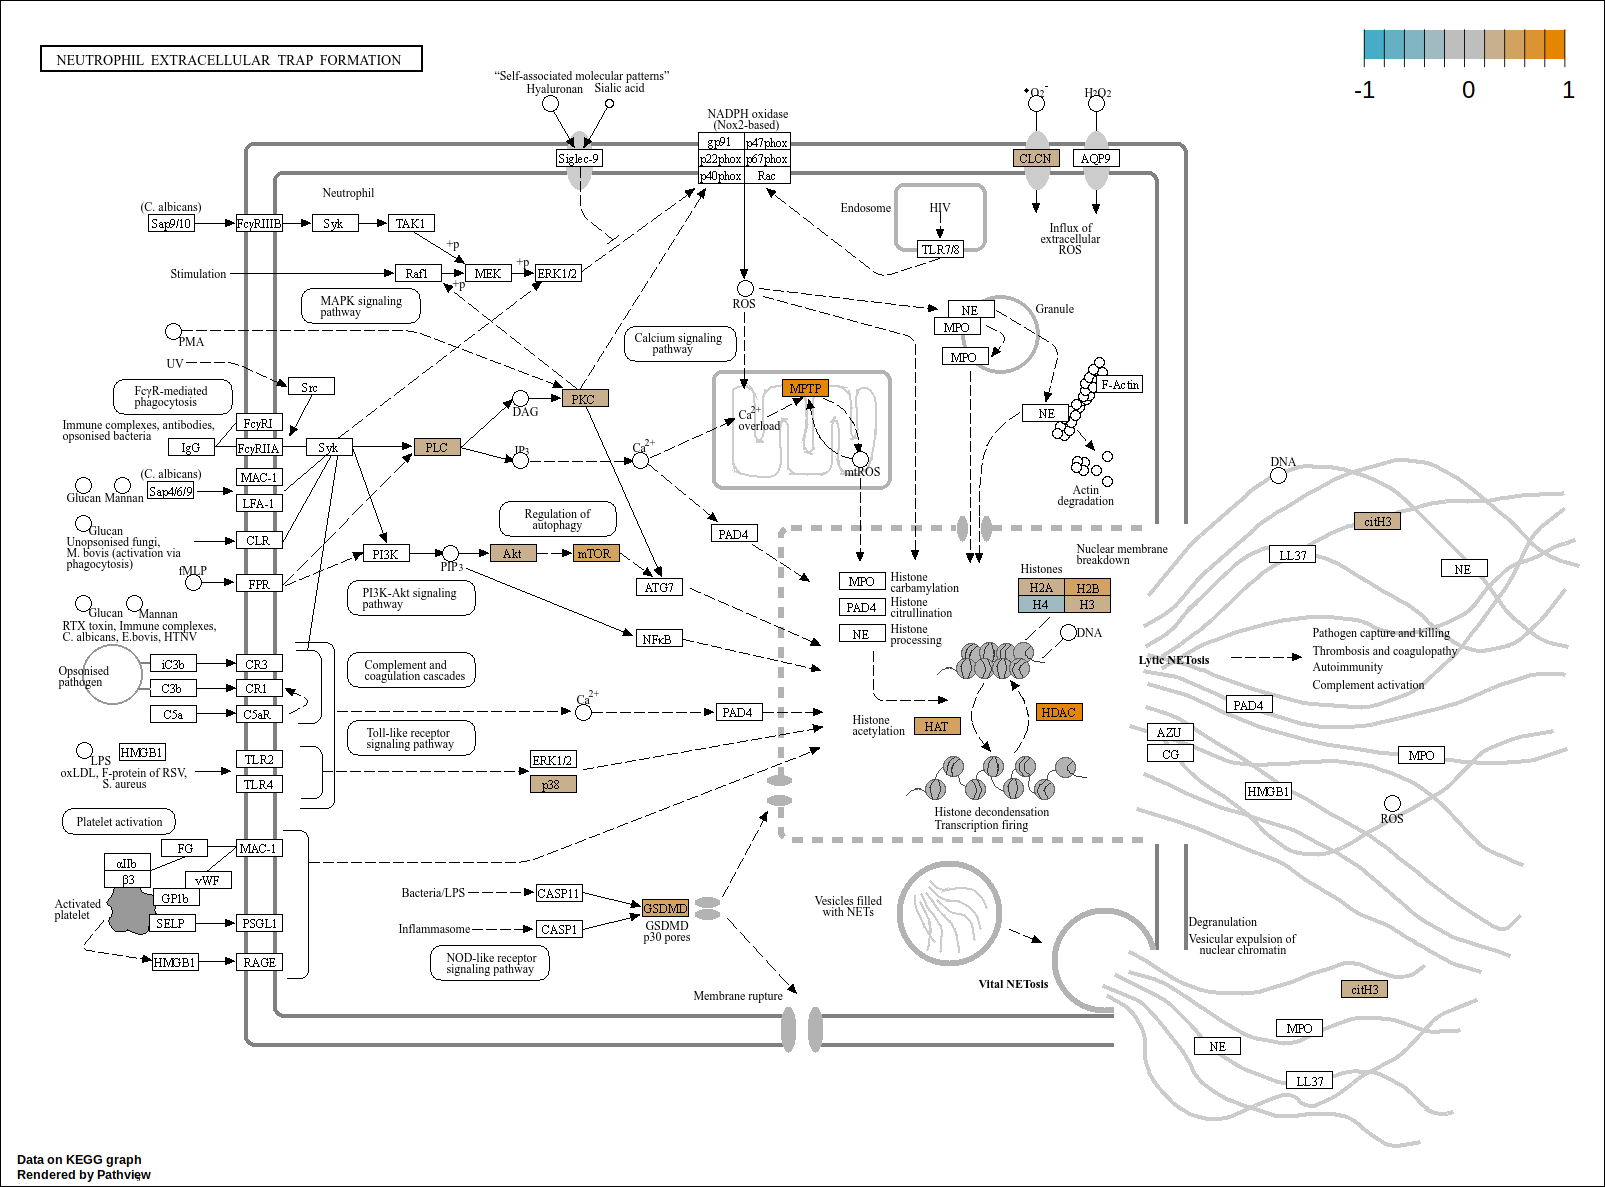 NEUTROPHIL EXTRACELLULAR TRAP FORMATION
-1 0 1
“Self-associated molecular patterns”
Hyaluronan Sialic acid
NADPH oxidase
(Nox2-based)
gp91 p47phox
p22phox p67phox
p40phox Rac
Siglec-9
•O2-
H2O2
CLCN
AQP9
Neutrophil
(C. albicans)
Sap9/10
FcγRIIIB
Syk
TAK1
Endosome
HIV
TLR7/8
Influx of
extracellular
ROS
+p
+p
+p
Stimulation
Raf1
MEK
ERK1/2
MAPK signaling
pathway
ROS
Granule
NE
MPO
MPO
PMA
UV
Calcium signaling
pathway
FcγR-mediated
phagocytosis
Src
DAG
PKC
MPTP
Ca2+
overload
mtROS
F-Actin
NE
Actin
degradation
Immune complexes, antibodies,
opsonised bacteria
FcγRI
IgG
FcγRIIA
Syk
PLC
IP3
Ca2+
(C. albicans)
MAC-1
Glucan Mannan
Sap4/6/9
LFA-1
Glucan
Unopsonised fungi,
M. bovis (activation via
phagocytosis)
CLR
Regulation of
autophagy
PAD4
PI3K
PIP3
Akt
mTOR
fMLP
FPR
ATG7
PI3K-Akt signaling
pathway
NFκB
Glucan Mannan
RTX toxin, Immune complexes,
C. albicans, E.bovis, HTNV
Nuclear membrane
breakdown
Histones
H2A H2B
H4 H3
MPO
Histone
carbamylation
PAD4
Histone
citrullination
NE
Histone
processing
DNA
DNA
citH3
LL37
NE
Opsonised
pathogen
iC3b
CR3
C3b
CR1
C5a
C5aR
Complement and
coagulation cascades
Ca2+
PAD4
Histone
acetylation
HAT
HDAC
Lytic NETosis
Pathogen capture and killing
Thrombosis and coagulopathy
Autoimmunity
Complement activation
PAD4
AZU
CG
MPO
HMGB1
ROS
Toll-like receptor
signaling pathway
LPS
HMGB1
oxLDL, F-protein of RSV,
S. aureus
TLR2
TLR4
ERK1/2
p38
Histone decondensation
Transcription firing
Platelet activation
FG
MAC-1
αIIb
β3
vWF
GP1b
Activated
platelet
SELP
PSGL1
HMGB1
RAGE
Bacteria/LPS
CASP11
Inflammasome
CASP1
GSDMD
GSDMD
p30 pores
NOD-like receptor
signaling pathway
Membrane rupture
Vesicles filled
with NETs
Vital NETosis
Degranulation
Vesicular expulsion of
nuclear chromatin
citH3
MPO
NE
LL37
Data on KEGG graph
Rendered by Pathview